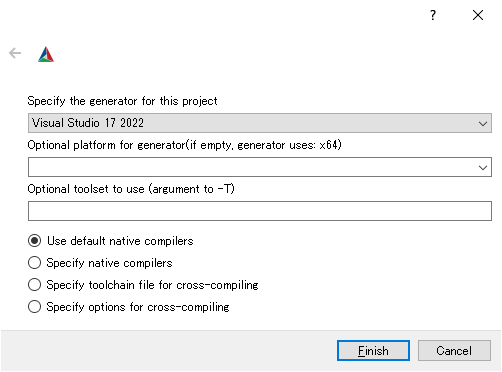 ?
Specify the generator for this project
Visual Studio 17 2022
Optional platform for generator(if empty, generator uses: x64)
Optional toolset to use (argument to -T)
Use default native compilers
Specify native compilers
Specify toolchain file for cross-compiling
Specify options for cross-compiling
Finish Cancel